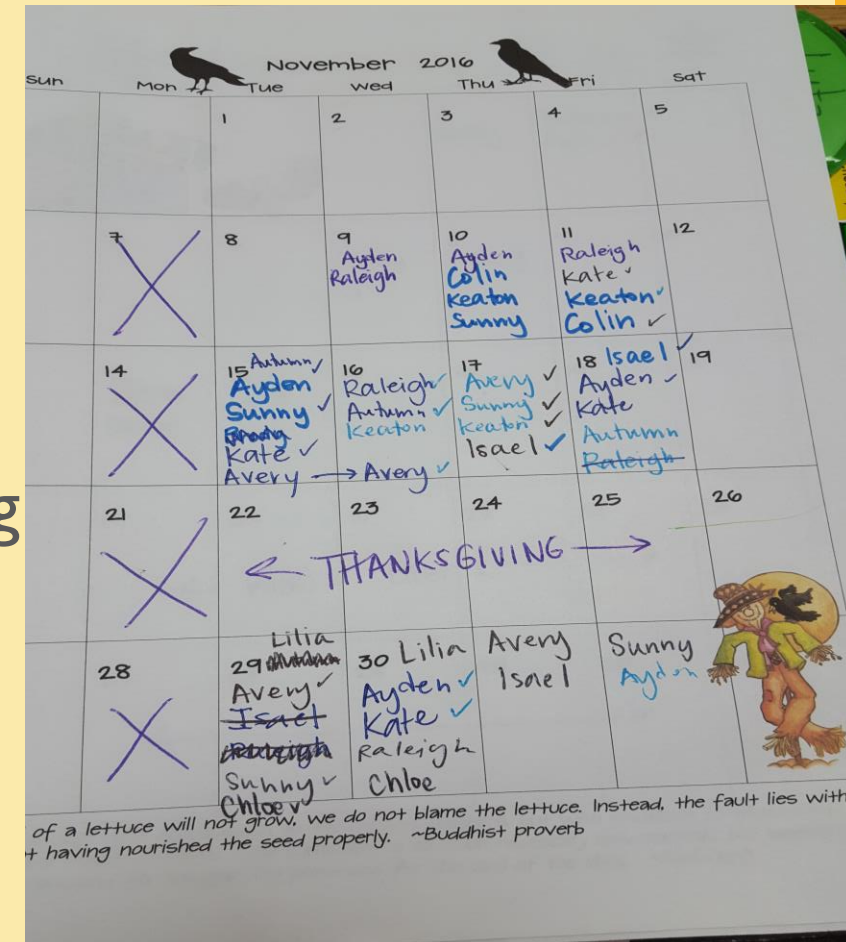 November 2016
Sun Mon Tue Wed Thu Fri Sat
1 2 3 4 5
7 8 9 10 11 12
Ayden
Raleigh
Ayden
Colin
Keaton
Sunny
Raleigh
Kate
Keaton
Colin
14 15 16 17 18 19
Autumn
Ayden
Sunny
Kate
Avery → Avery
Raleigh
Autumn
Keaton
Avery
Sunny
Keaton
Isael
Isael
Ayden
Kate
Autumn
Raleigh
21 22 23 24 25 26
← THANKSGIVING →
28 29 30
Lilia
Avery
Isael
Raleigh
Sunny
Chloe
Lilia
Ayden
Kate
Raleigh
Chloe
Avery
Isael
Sunny
Ayden
of a lettuce will not grow, we do not blame the lettuce. Instead, the fault lies with
t having nourished the seed properly. ~Buddhist proverb
g